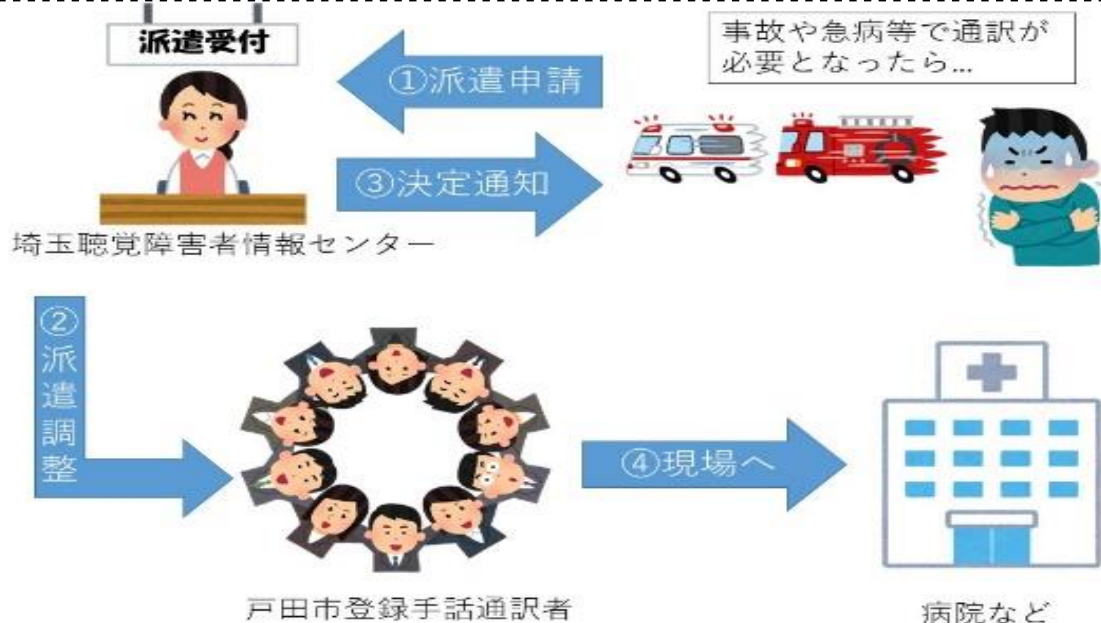 派遣受付
事故や急病等で通訳が
必要となったら...
①派遣申請
③決定通知
埼玉聴覚障害者情報センター
②派遣調整
④現場へ
戸田市登録手話通訳者
病院など